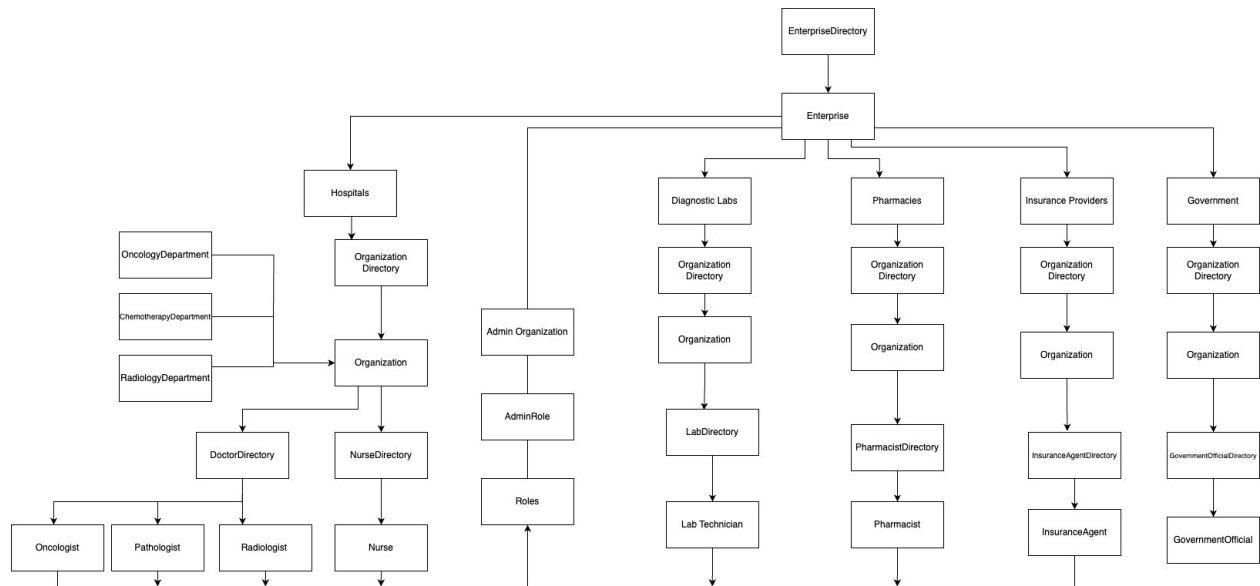 EnterpriseDirectory
Enterprise
Hospitals
Diagnostic Labs
Pharmacies
Insurance Providers
Government
OncologyDepartment
Organization
Directory
Organization
Directory
Organization
Directory
Organization
Directory
Organization
Directory
ChemotherapyDepartment
Admin Organization
Organization
Organization
Organization
Organization
RadiologyDepartment
Organization
AdminRole
LabDirectory
DoctorDirectory
NurseDirectory
PharmacistDirectory
InsuranceAgentDirectory
GovernmentOfficialDirectory
Roles
Lab Technician
Pharmacist
Oncologist
Pathologist
Radiologist
Nurse
InsuranceAgent
GovernmentOfficial